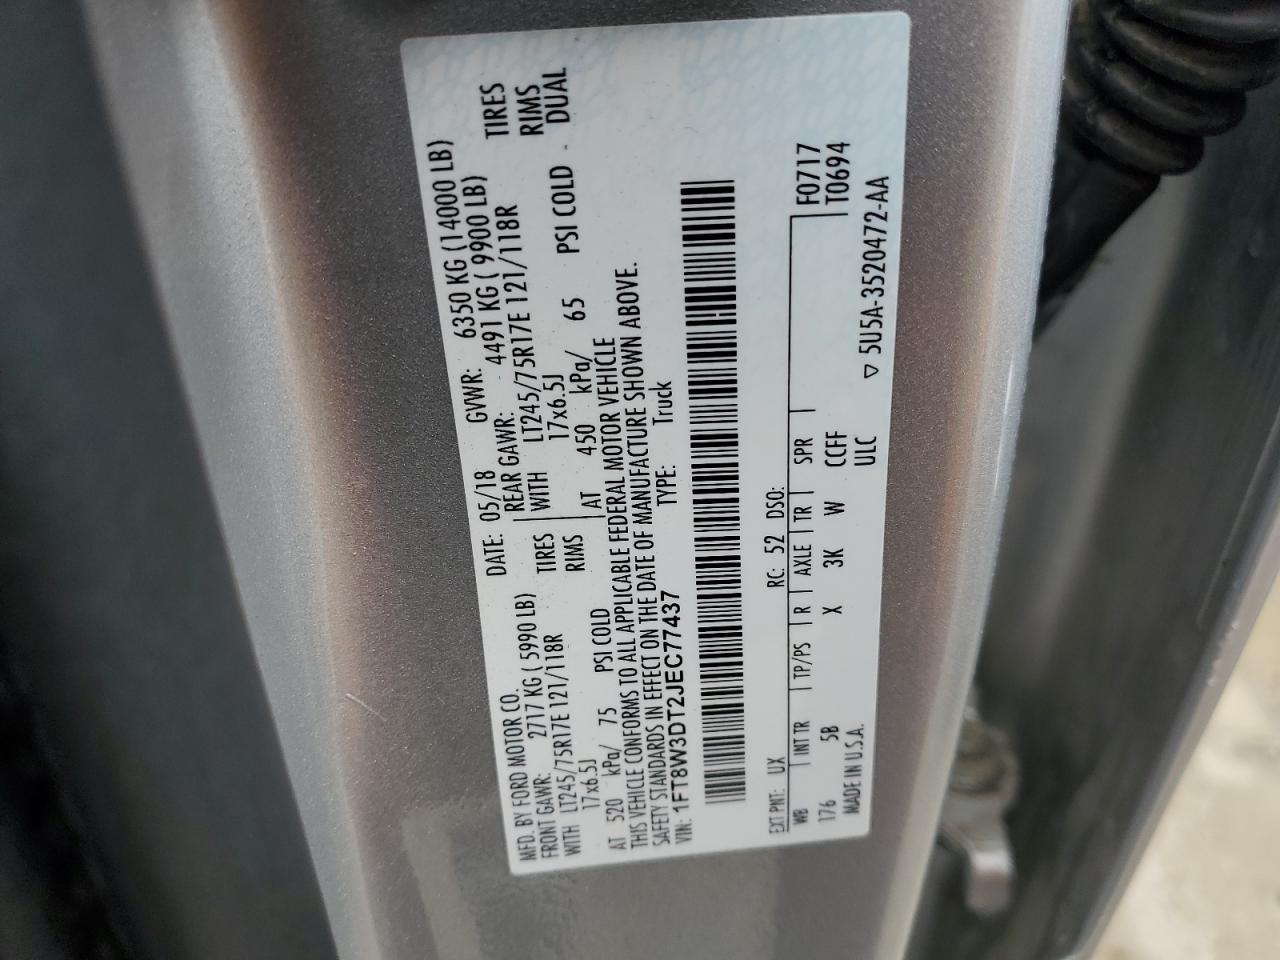 MFD. BY FORD MOTOR CO.
DATE: 05/18 GVWR: 6350 KG (14000 LB)
FRONT GAWR: 2717 KG ( 5990 LB) REAR GAWR: 4491 KG ( 9900 LB)
WITH LT245/75R17E 121/118R TIRES WITH LT245/75R17E 121/118R TIRES
17x6.5J RIMS 17x6.5J RIMS
AT 520 kPa/ 75 PSI COLD AT 450 kPa/ 65 PSI COLD DUAL
THIS VEHICLE CONFORMS TO ALL APPLICABLE FEDERAL MOTOR VEHICLE
SAFETY STANDARDS IN EFFECT ON THE DATE OF MANUFACTURE SHOWN ABOVE.
VIN: 1FT8W3DT2JEC77437 TYPE: Truck
EXT PNT: UX RC: 52 DSO: F0717
WB INT TR TP/PS R AXLE TR SPR T0694
176 5B X 3K W CCFF
MADE IN U.S.A. ULC ▽ 5U5A-3520472-AA